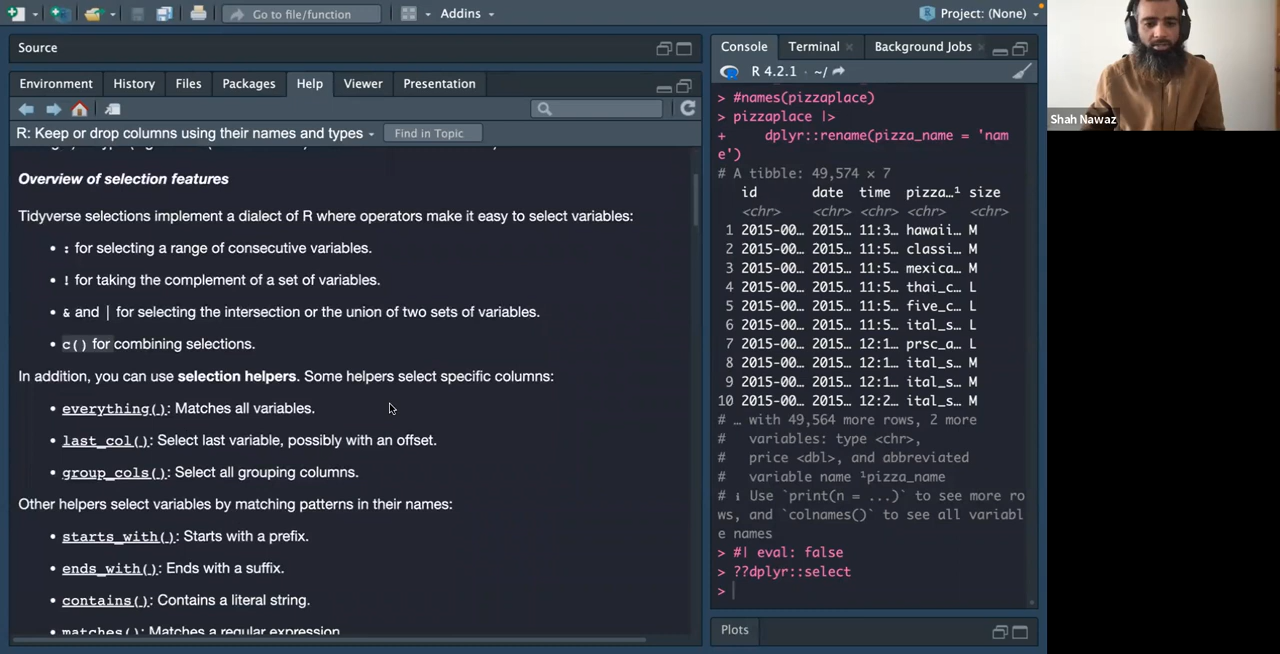 Go to file/function
Addins
Project: (None)
Source
Environment
History
Files
Packages
Help
Viewer
Presentation
R: Keep or drop columns using their names and types
Find in Topic
Overview of selection features
Tidyverse selections implement a dialect of R where operators make it easy to select variables:
• : for selecting a range of consecutive variables.
• ! for taking the complement of a set of variables.
• & and | for selecting the intersection or the union of two sets of variables.
• c() for combining selections.
In addition, you can use selection helpers. Some helpers select specific columns:
• everything(): Matches all variables.
• last_col(): Select last variable, possibly with an offset.
• group_cols(): Select all grouping columns.
Other helpers select variables by matching patterns in their names:
• starts_with(): Starts with a prefix.
• ends_with(): Ends with a suffix.
• contains(): Contains a literal string.
• matches(): Matches a regular expression
Console
Terminal
Background Jobs
R 4.2.1 · ~/
> #names(pizzaplace)
> pizzaplace |>
+     dplyr::rename(pizza_name = 'nam
e')
# A tibble: 49,574 × 7
id date time pizza…¹ size
<chr> <chr> <chr> <chr> <chr>
1 2015-00… 2015… 11:3… hawaii… M
2 2015-00… 2015… 11:5… classi… M
3 2015-00… 2015… 11:5… mexica… M
4 2015-00… 2015… 11:5… thai_c… L
5 2015-00… 2015… 11:5… five_c… L
6 2015-00… 2015… 11:5… ital_s… L
7 2015-00… 2015… 12:1… prsc_a… L
8 2015-00… 2015… 12:1… ital_s… M
9 2015-00… 2015… 12:1… ital_s… M
10 2015-00… 2015… 12:2… ital_s… M
# … with 49,564 more rows, 2 more
#   variables: type <chr>,
#   price <dbl>, and abbreviated
#   variable name ¹pizza_name
# ℹ Use `print(n = ...)` to see more ro
ws, and `colnames()` to see all variabl
e names
> #| eval: false
> ??dplyr::select
>
Plots
Shah Nawaz